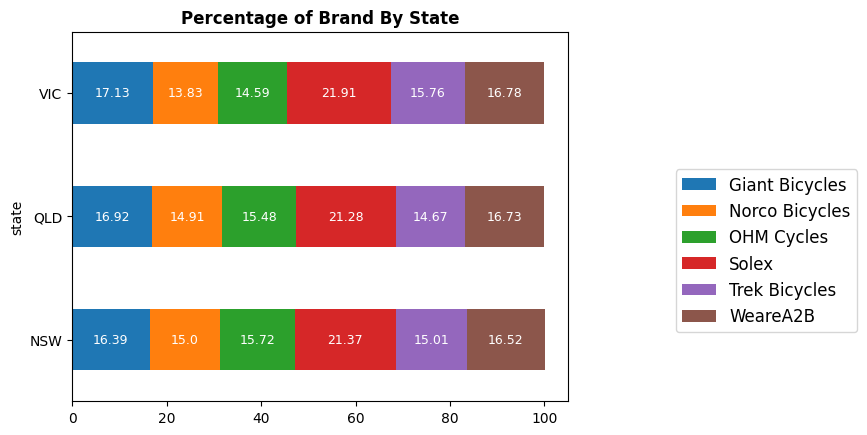 Percentage of Brand By State
state
VIC
17.13 13.83 14.59 21.91 15.76 16.78
QLD
16.92 14.91 15.48 21.28 14.67 16.73
NSW
16.39 15.0 15.72 21.37 15.01 16.52
0 20 40 60 80 100
Giant Bicycles
Norco Bicycles
OHM Cycles
Solex
Trek Bicycles
WeareA2B